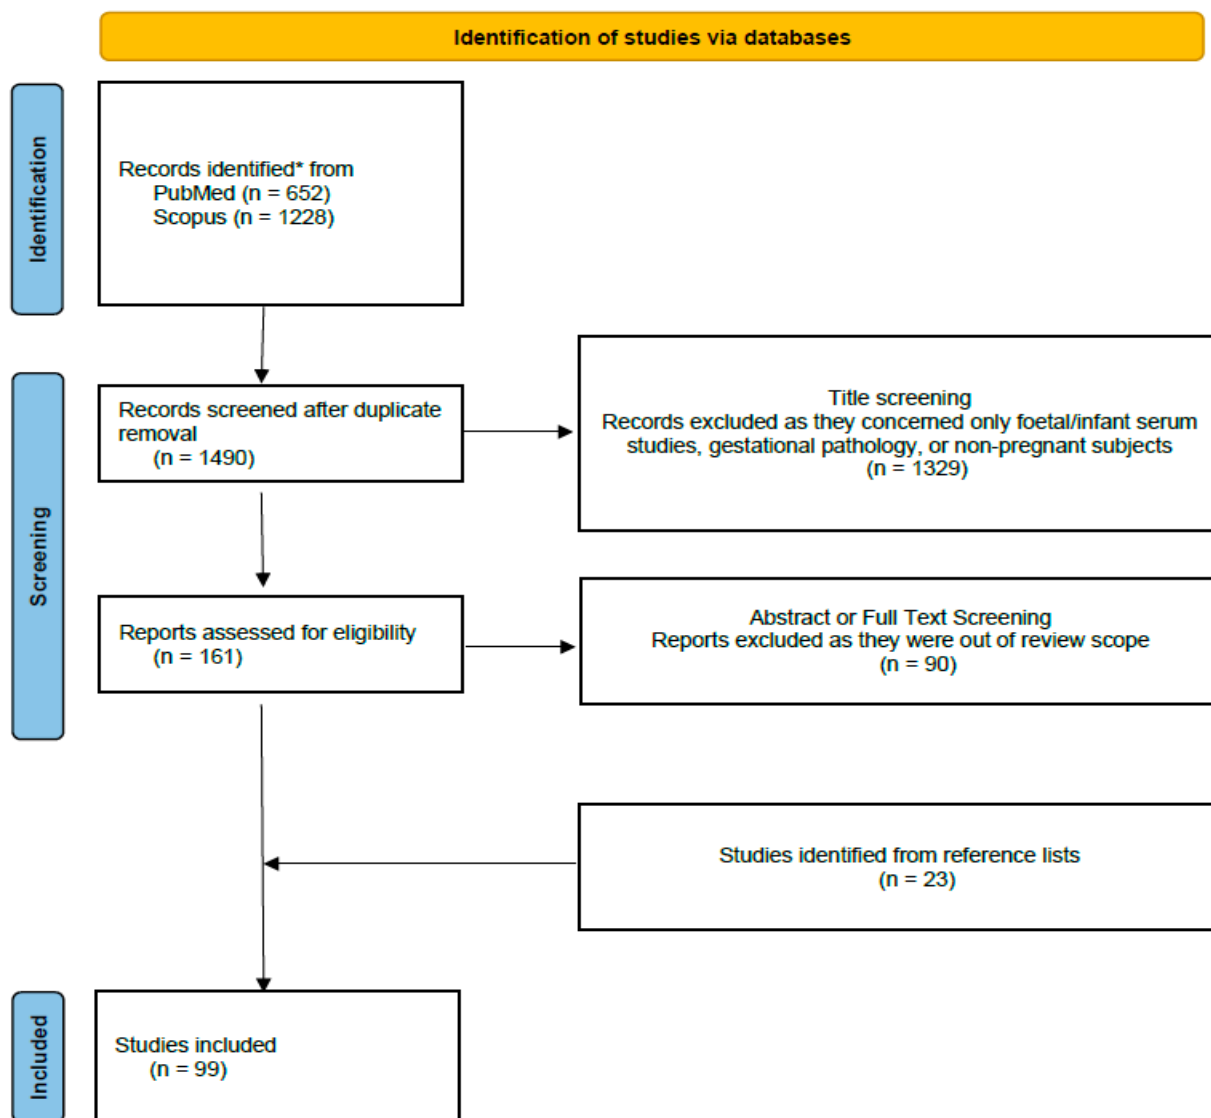 Identification of studies via databases
Identification
Records identified* from
PubMed (n = 652)
Scopus (n = 1228)
Screening
Records screened after duplicate
removal
(n = 1490)
Title screening
Records excluded as they concerned only foetal/infant serum
studies, gestational pathology, or non-pregnant subjects
(n = 1329)
Reports assessed for eligibility
(n = 161)
Abstract or Full Text Screening
Reports excluded as they were out of review scope
(n = 90)
Studies identified from reference lists
(n = 23)
Included
Studies included
(n = 99)